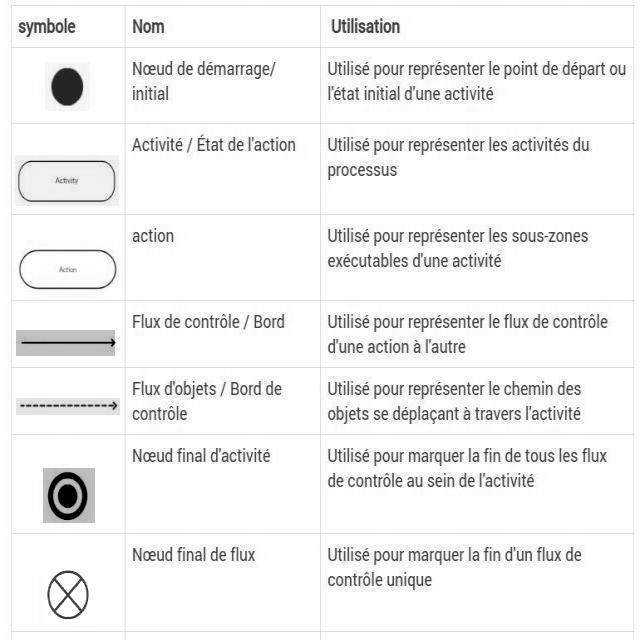 symbole Nom Utilisation
Nœud de démarrage/
initial
Utilisé pour représenter le point de départ ou
l'état initial d'une activité
Activity
Activité / État de l'action
Utilisé pour représenter les activités du
processus
Action
action
Utilisé pour représenter les sous-zones
exécutables d'une activité
Flux de contrôle / Bord
Utilisé pour représenter le flux de contrôle
d'une action à l'autre
Flux d'objets / Bord de
contrôle
Utilisé pour représenter le chemin des
objets se déplaçant à travers l'activité
Nœud final d'activité
Utilisé pour marquer la fin de tous les flux
de contrôle au sein de l'activité
Nœud final de flux
Utilisé pour marquer la fin d'un flux de
contrôle unique